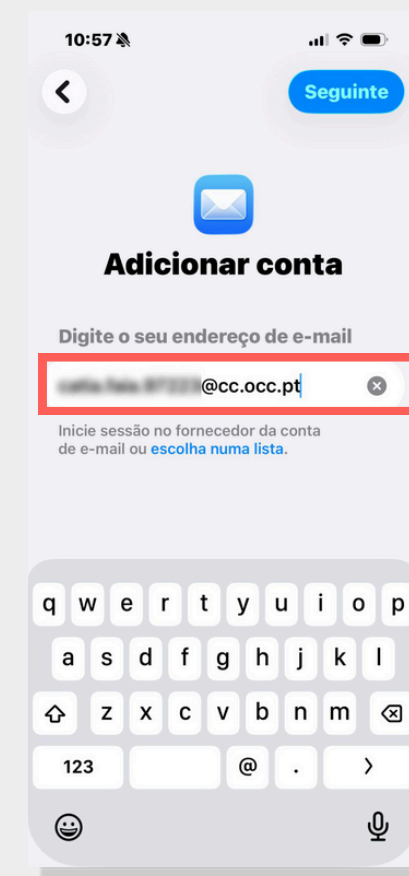 10:57
Seguinte
Adicionar conta
Digite o seu endereço de e-mail
@cc.occ.pt
Inicie sessão no fornecedor da conta
de e-mail ou escolha numa lista.
q w e r t y u i o p
a s d f g h j k l
z x c v b n m
123 @ .